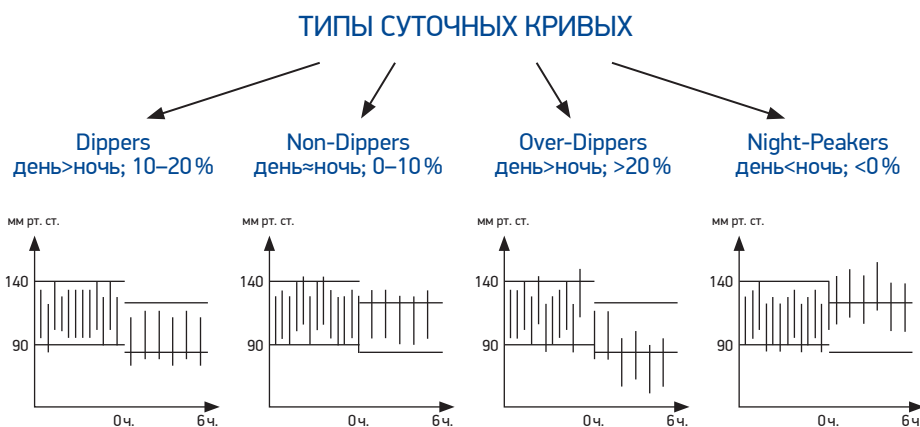 ТИПЫ СУТОЧНЫХ КРИВЫХ
Dippers
день>ночь; 10–20 %
Non-Dippers
день≈ночь; 0–10 %
Over-Dippers
день>ночь; >20 %
Night-Peakers
день<ночь; <0 %
мм рт. ст.
140
90
0 ч.
6 ч.
мм рт. ст.
140
90
0 ч.
6 ч.
мм рт. ст.
140
90
0 ч.
6 ч.
мм рт. ст.
140
90
0 ч.
6 ч.